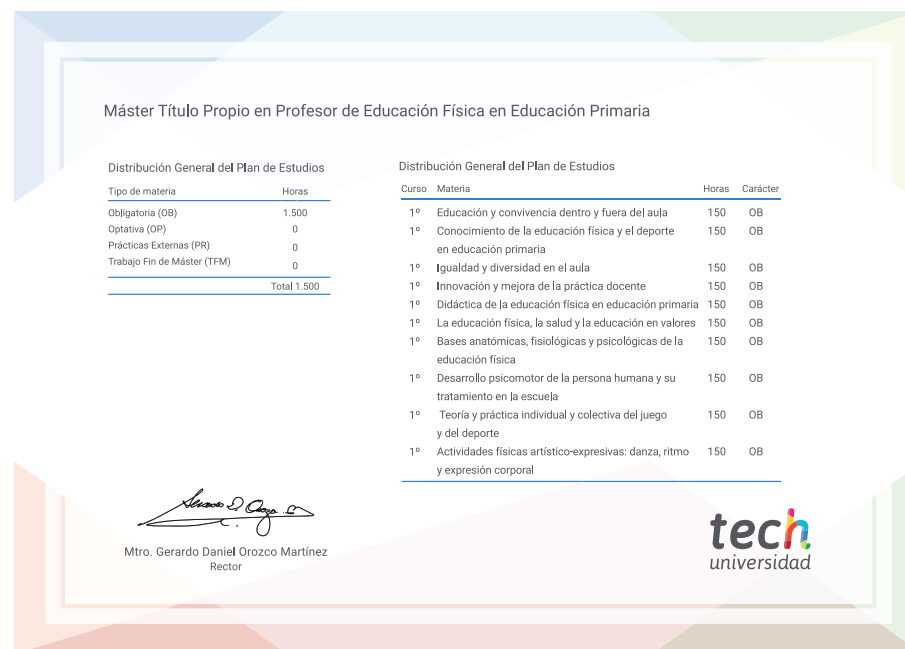 Máster Título Propio en Profesor de Educación Física en Educación Primaria
Distribución General del Plan de Estudios
Tipo de materia Horas
Obligatoria (OB) 1.500
Optativa (OP) 0
Prácticas Externas (PR) 0
Trabajo Fin de Máster (TFM) 0
Total 1.500
Distribución General del Plan de Estudios
Curso Materia Horas Carácter
1º Educación y convivencia dentro y fuera del aula 150 OB
1º Conocimiento de la educación física y el deporte 150 OB
en educación primaria
1º Igualdad y diversidad en el aula 150 OB
1º Innovación y mejora de la práctica docente 150 OB
1º Didáctica de la educación física en educación primaria 150 OB
1º La educación física, la salud y la educación en valores 150 OB
1º Bases anatómicas, fisiológicas y psicológicas de la 150 OB
educación física
1º Desarrollo psicomotor de la persona humana y su 150 OB
tratamiento en la escuela
1º Teoría y práctica individual y colectiva del juego 150 OB
y del deporte
1º Actividades físicas artístico-expresivas: danza, ritmo 150 OB
y expresión corporal
Mtro. Gerardo Daniel Orozco Martínez
Rector
tech
universidad